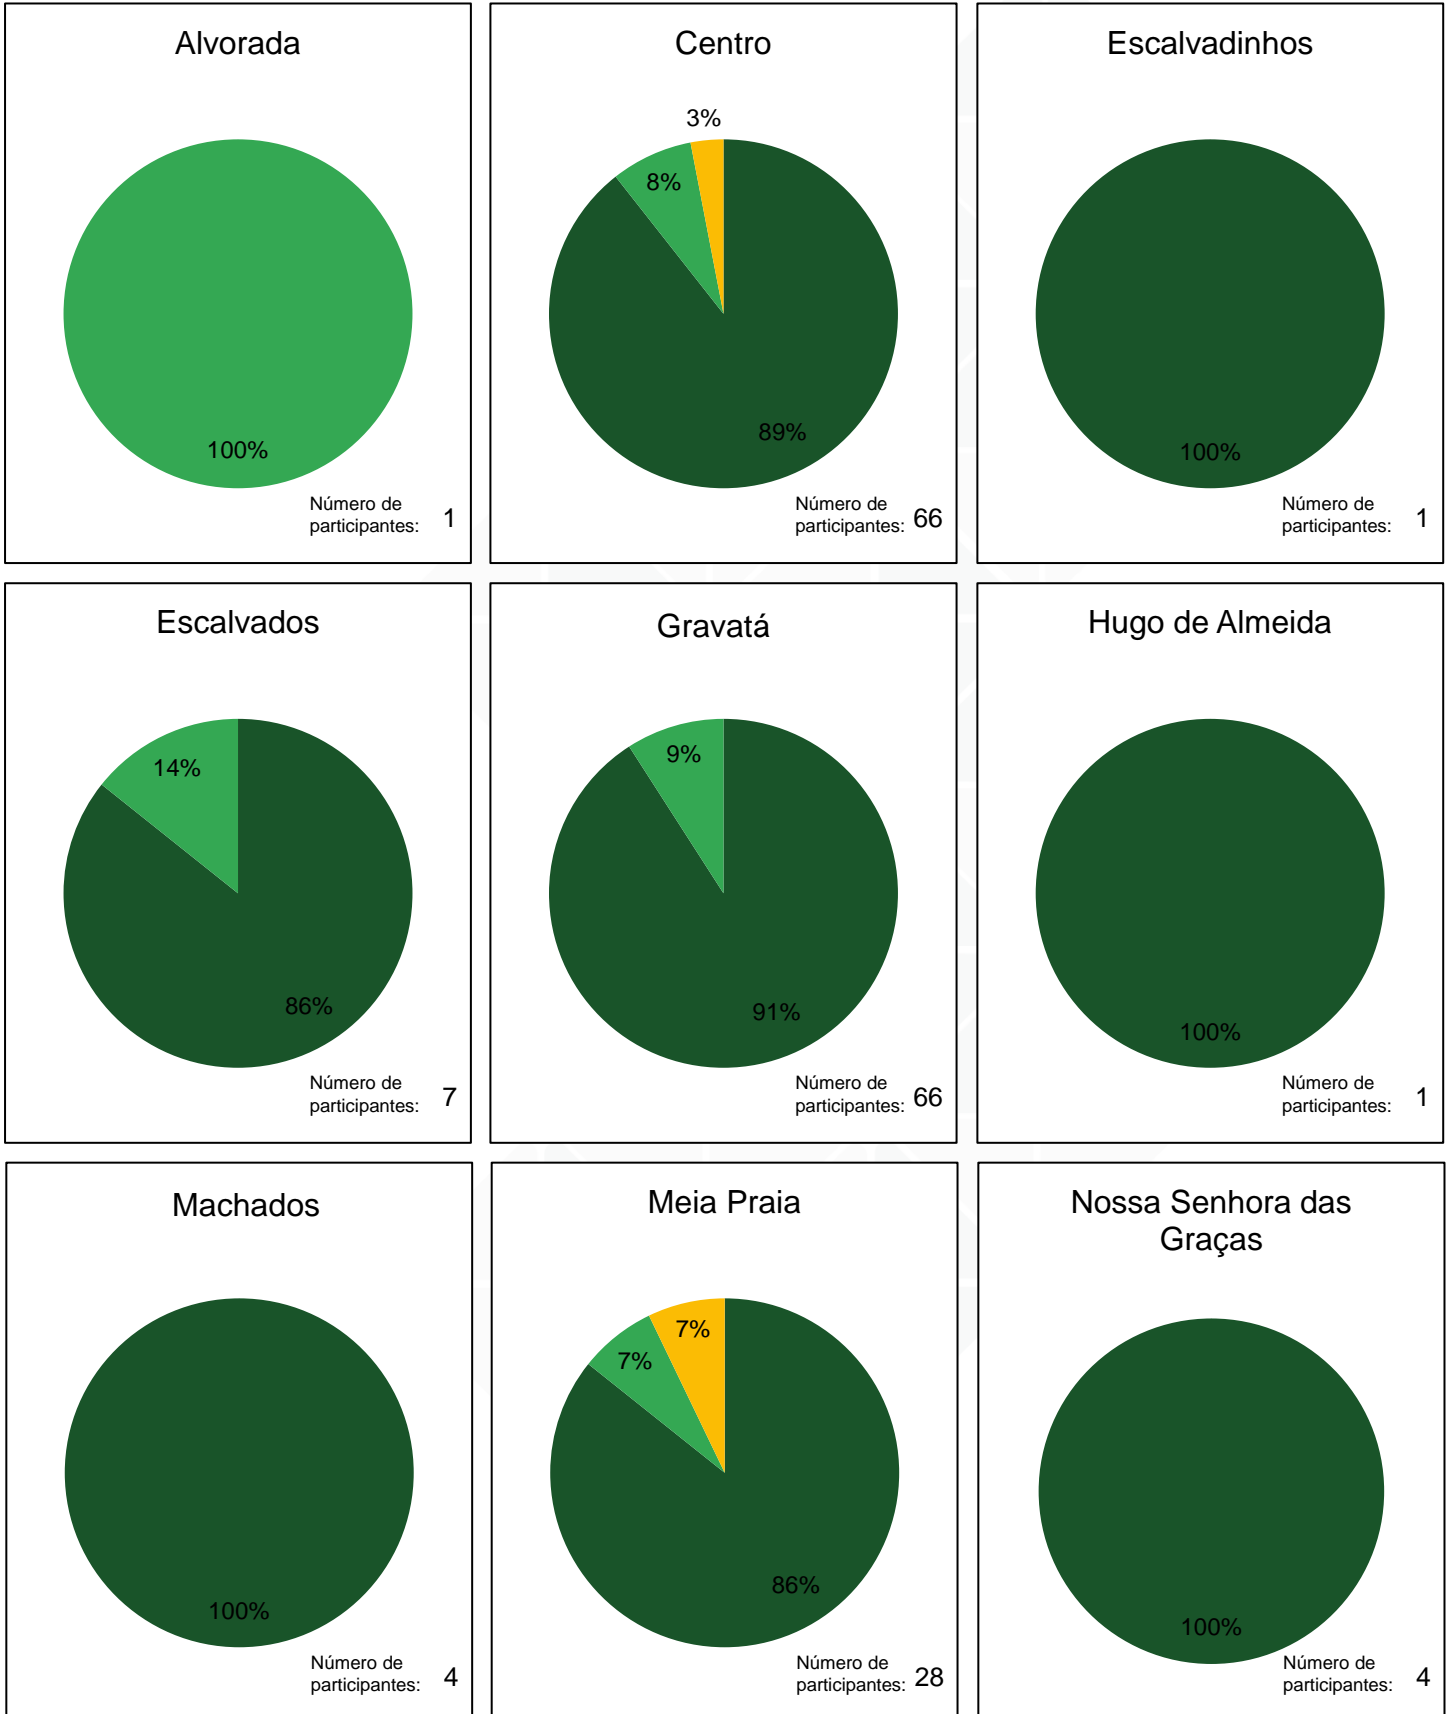 Alvorada
100%
Número de
participantes: 1
Centro
3%
8%
89%
Número de
participantes: 66
Escalvadinhos
100%
Número de
participantes: 1
Escalvados
14%
86%
Número de
participantes: 7
Gravatá
9%
91%
Número de
participantes: 66
Hugo de Almeida
100%
Número de
participantes: 1
Machados
100%
Número de
participantes: 4
Meia Praia
7%
7%
86%
Número de
participantes: 28
Nossa Senhora das
Graças
100%
Número de
participantes: 4